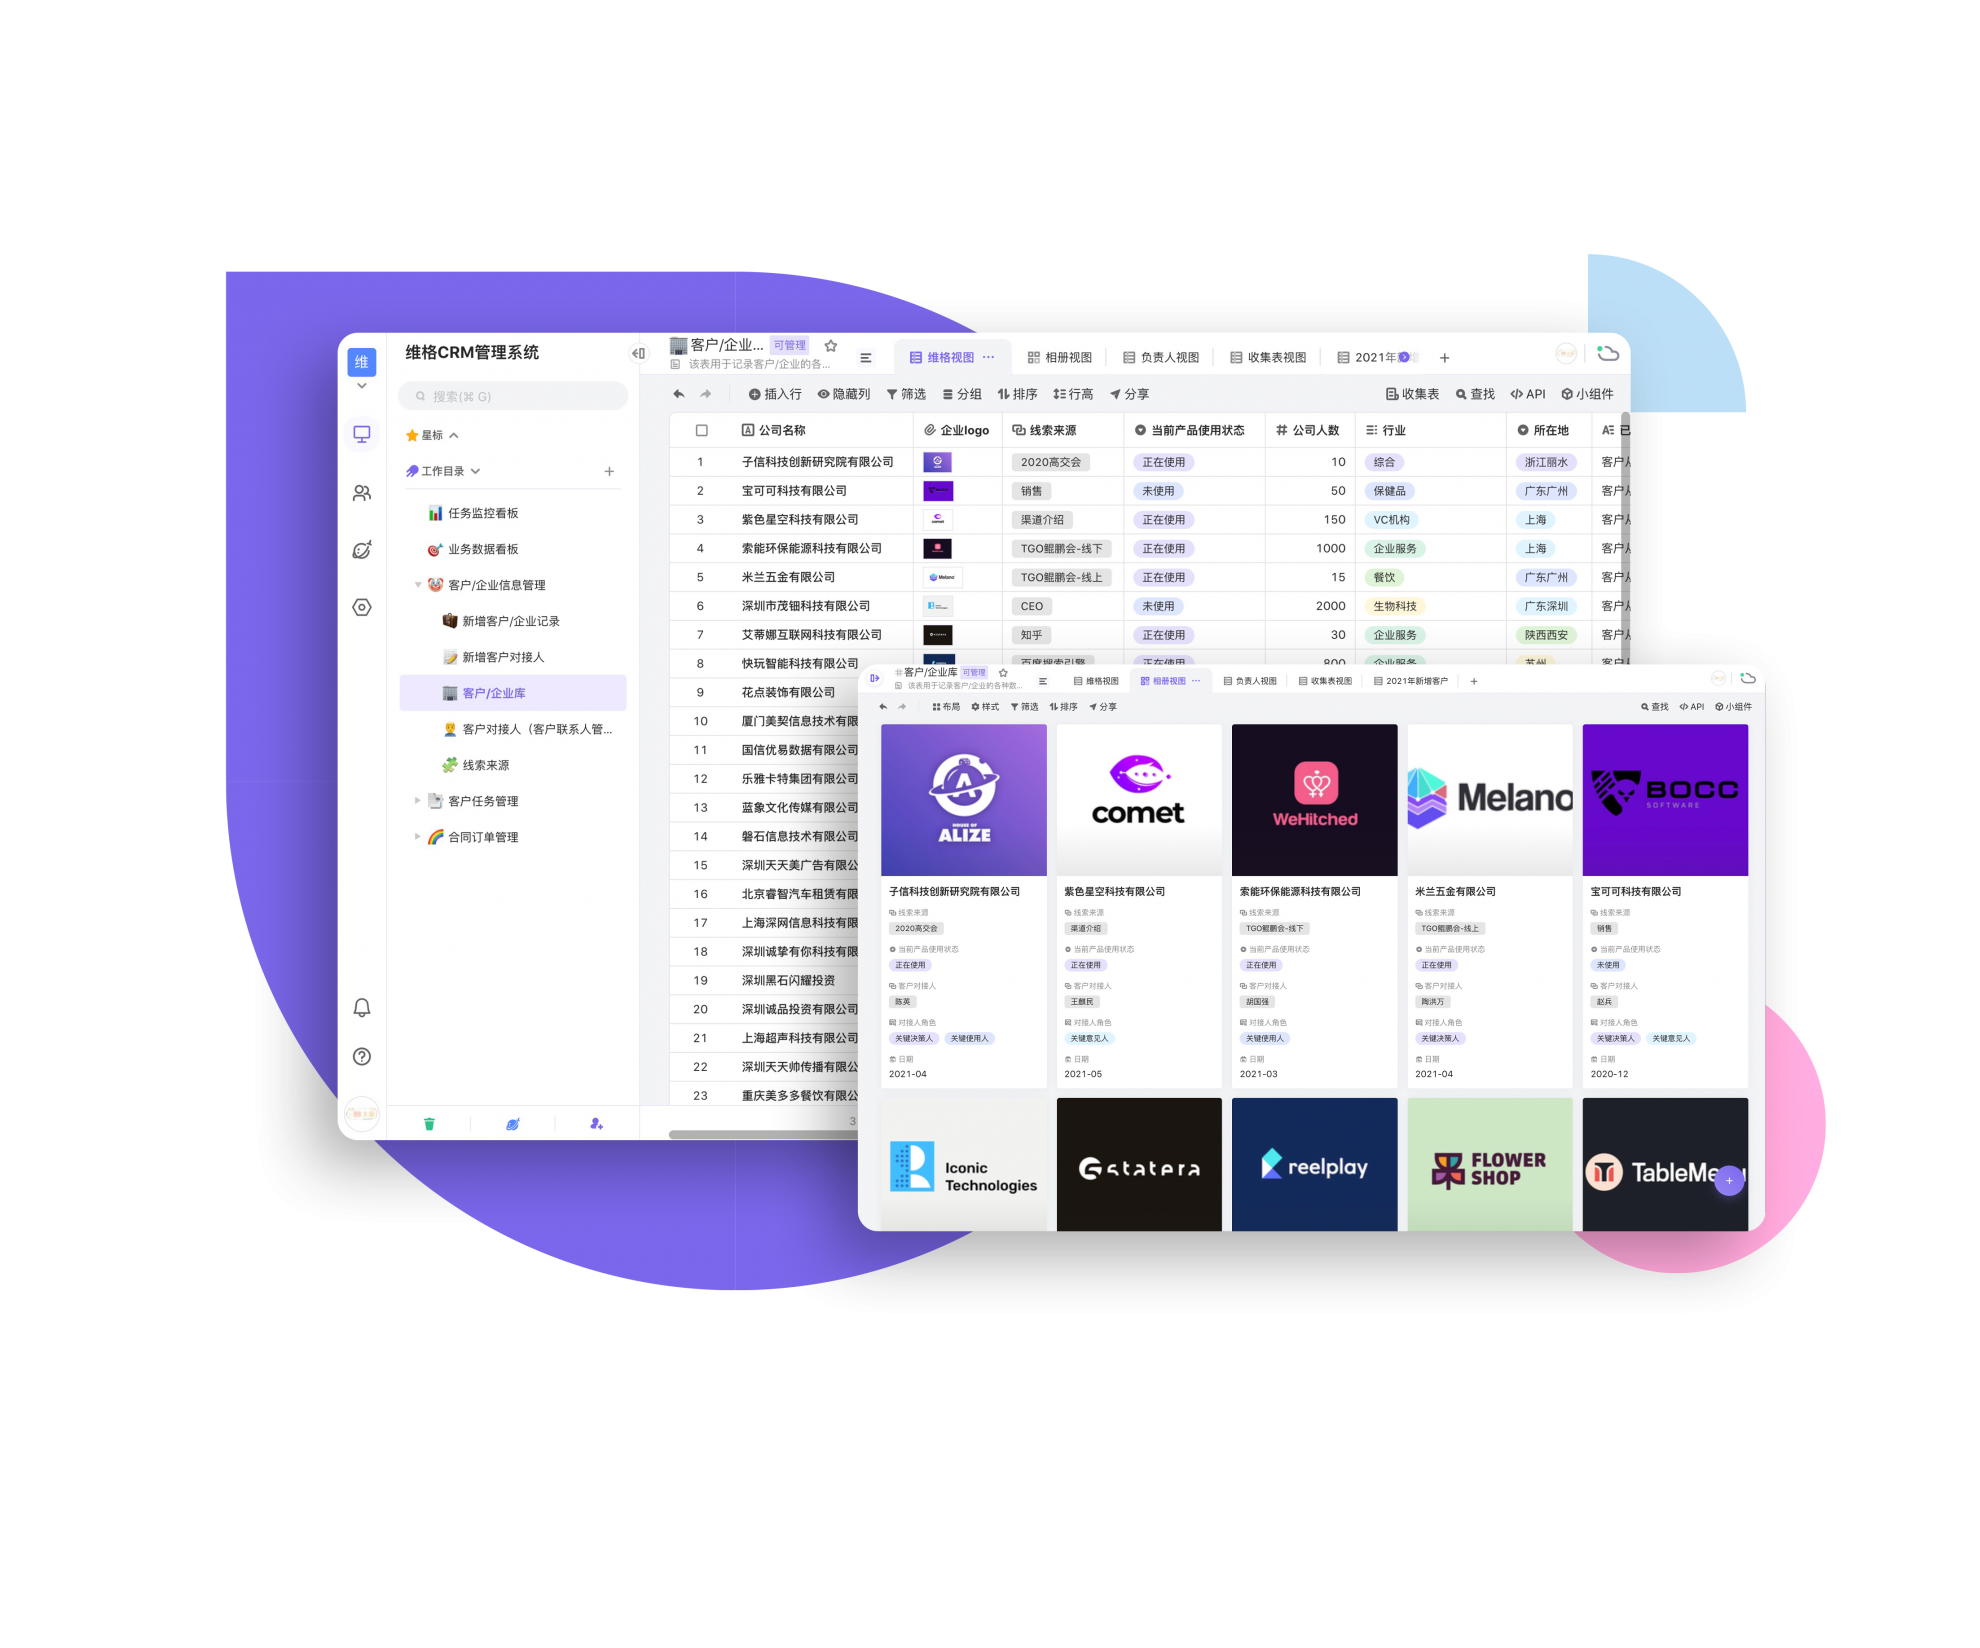 维
维格CRM管理系统
搜索(⌘ G)
星标
工作目录
任务监控看板
业务数据看板
客户/企业信息管理
新增客户/企业记录
新增客户对接人
客户/企业库
客户对接人（客户联系人管...
线索来源
客户任务管理
合同订单管理
客户/企业... 可管理
该表用于记录客户/企业的各...
维格视图 相册视图 负责人视图 收集表视图 2021年
插入行 隐藏列 筛选 分组 排序 行高 分享 收集表 查找 API 小组件
公司名称 企业logo 线索来源 当前产品使用状态 公司人数 行业 所在地
1 子信科技创新研究院有限公司 2020高交会 正在使用 10 综合 浙江丽水 客户
2 宝可可科技有限公司 销售 未使用 50 保健品 广东广州 客户
3 紫色星空科技有限公司 comet 渠道介绍 正在使用 150 VC机构 上海 客户
4 索能环保能源科技有限公司 TGO鲲鹏会-线下 正在使用 1000 企业服务 上海 客户
5 米兰五金有限公司 Melano TGO鲲鹏会-线上 正在使用 15 餐饮 广东广州 客户
6 深圳市茂钿科技有限公司 CEO 未使用 2000 生物科技 广东深圳 客户
7 艾蒂娜互联网科技有限公司 知乎 正在使用 30 企业服务 陕西西安 客户
8 快玩智能科技有限公司 百度搜索引擎 正在使用 800 企业服务 苏州 客户
9 花点装饰有限公司
10 厦门美契信息技术有限
11 国信优易数据有限公司
12 乐雅卡特集团有限公司
13 蓝象文化传媒有限公司
14 磐石信息技术有限公司
15 深圳天天美广告有限公
16 北京睿智汽车租赁有限
17 上海深网信息科技有限
18 深圳诚挚有你科技有限
19 深圳黑石闪耀投资
20 深圳诚品投资有限公司
21 上海超声科技有限公司
22 深圳天天帅传播有限公
23 重庆美多多餐饮有限公
3
客户/企业库 可管理
该表用于记录客户/企业的各种数...
维格视图 相册视图 负责人视图 收集表视图 2021年新增客户
布局 样式 筛选 排序 分享 查找 API 小组件
HOUSE OF
ALIZE
comet
WeHitched
Melano
BOCC
SOFTWARE
子信科技创新研究院有限公司 紫色星空科技有限公司 索能环保能源科技有限公司 米兰五金有限公司 宝可可科技有限公司
线索来源 线索来源 线索来源 线索来源 线索来源
2020高交会 渠道介绍 TGO鲲鹏会-线下 TGO鲲鹏会-线上 销售
当前产品使用状态 当前产品使用状态 当前产品使用状态 当前产品使用状态 当前产品使用状态
正在使用 正在使用 正在使用 正在使用 未使用
客户对接人 客户对接人 客户对接人 客户对接人 客户对接人
陈英 王麒民 胡国强 陶洪万 赵兵
对接人角色 对接人角色 对接人角色 对接人角色 对接人角色
关键决策人 关键使用人 关键意见人 关键使用人 关键决策人 关键决策人 关键意见人
日期 日期 日期 日期 日期
2021-04 2021-05 2021-03 2021-04 2020-12
Iconic
Technologies
statera
reelplay
FLOWER
SHOP
TableMe